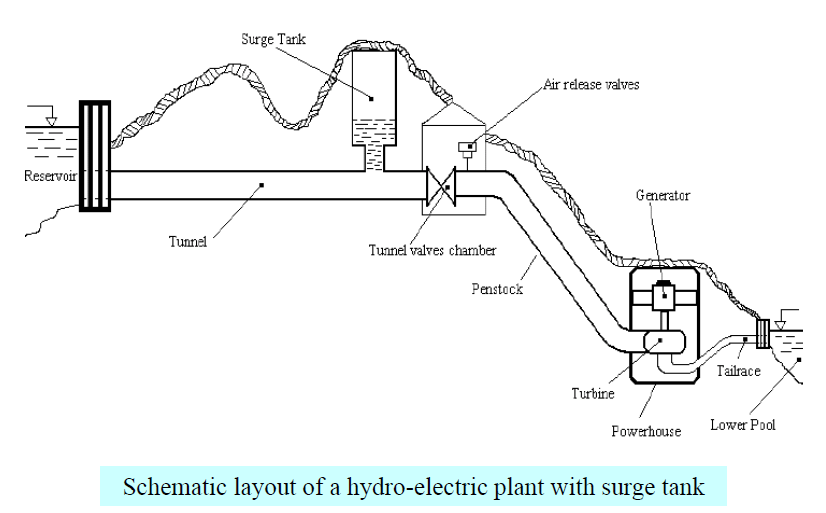 Surge Tank
Air release valves
Reservoir
Generator
Tunnel
Tunnel valves chamber
Penstock
Tailrace
Turbine
Lower Pool
Powerhouse
Schematic layout of a hydro-electric plant with surge tank